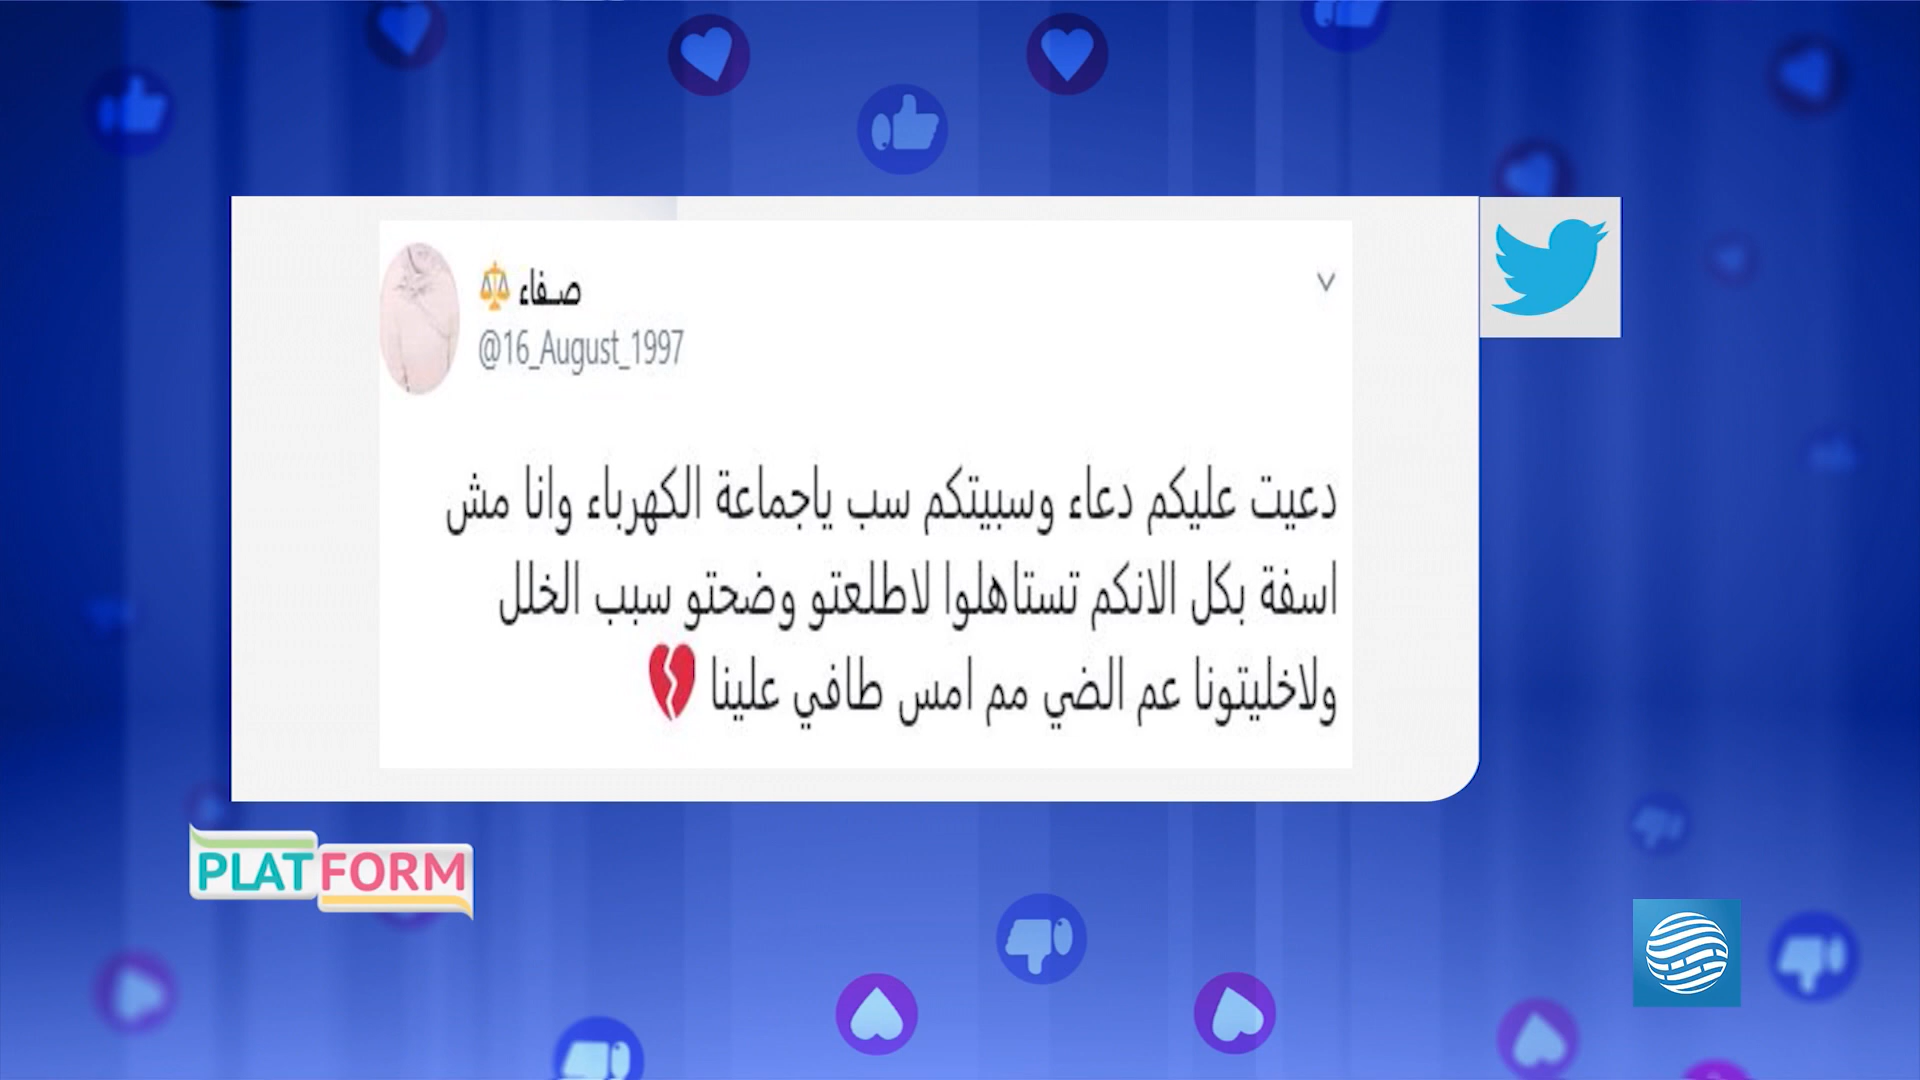 صـفاء ⚖️
@16_August_1997
دعيت عليكم دعاء وسبيتكم سب ياجماعة الكهرباء وانا مش
اسفة بكل الانكم تستاهلوا لاطلعتو وضحتو سبب الخلل
ولاخليتونا عم الضي مم امس طافي علينا 💔
PLATFORM